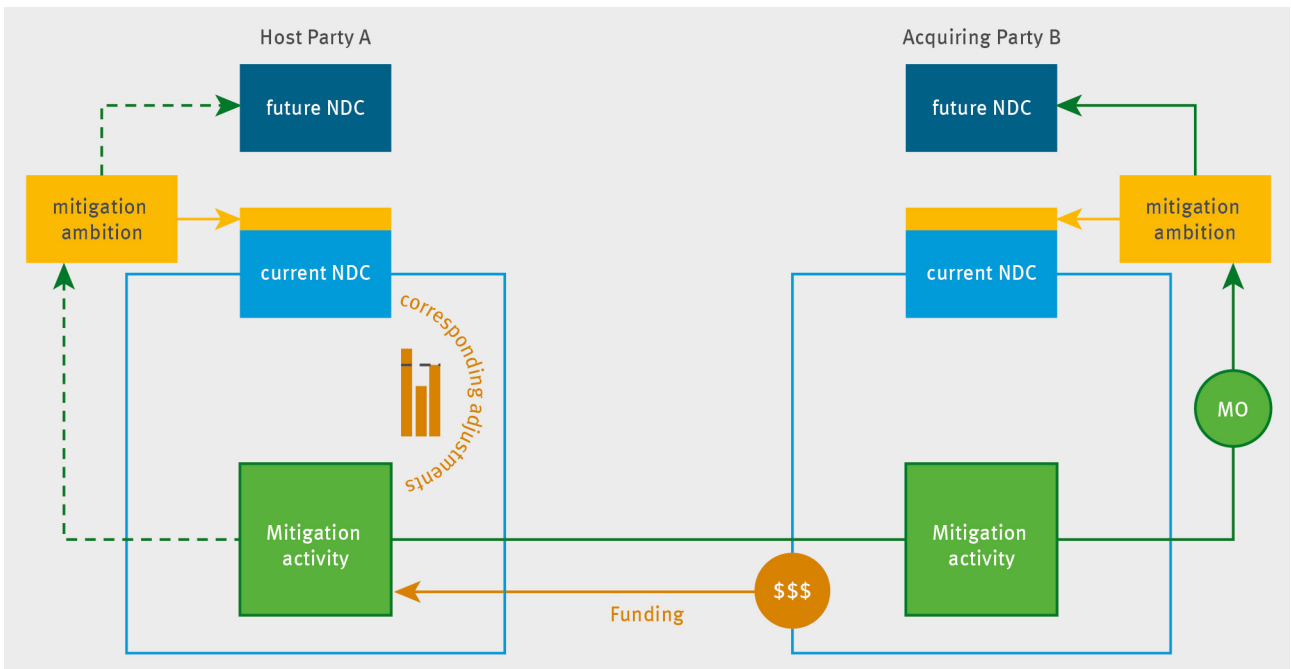 Host Party A
Acquiring Party B
future NDC
future NDC
mitigation
ambition
mitigation
ambition
current NDC
current NDC
corresponding adjustments
MO
Mitigation
activity
Mitigation
activity
$$$
Funding